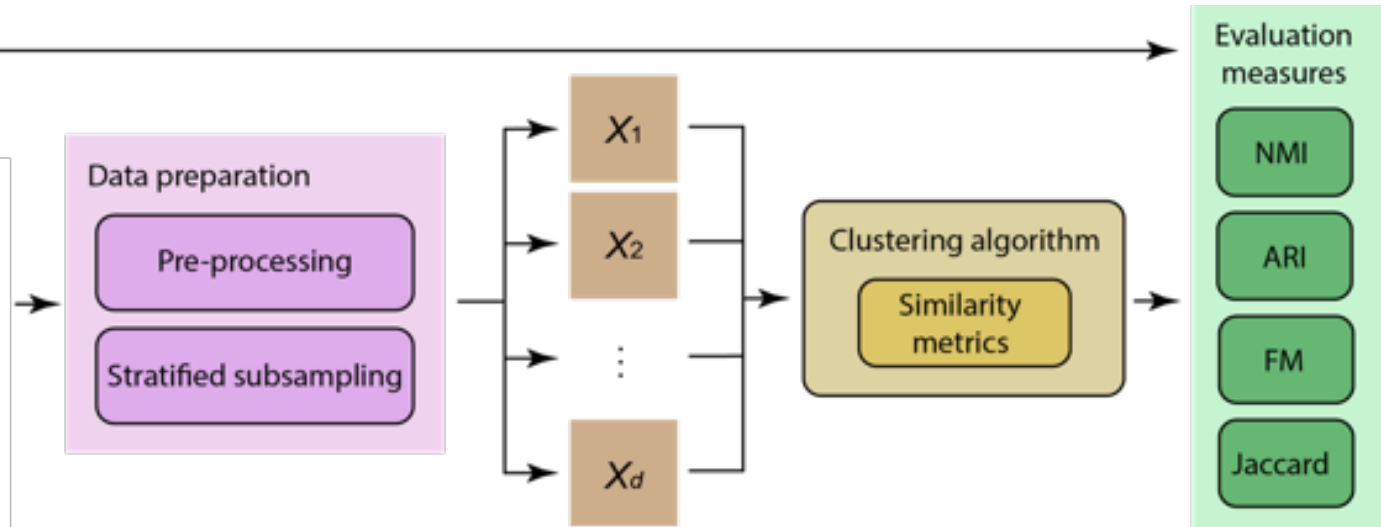 Data preparation
Pre-processing
Stratified subsampling
X1
X2
⋮
Xd
Clustering algorithm
Similarity
metrics
Evaluation
measures
NMI
ARI
FM
Jaccard